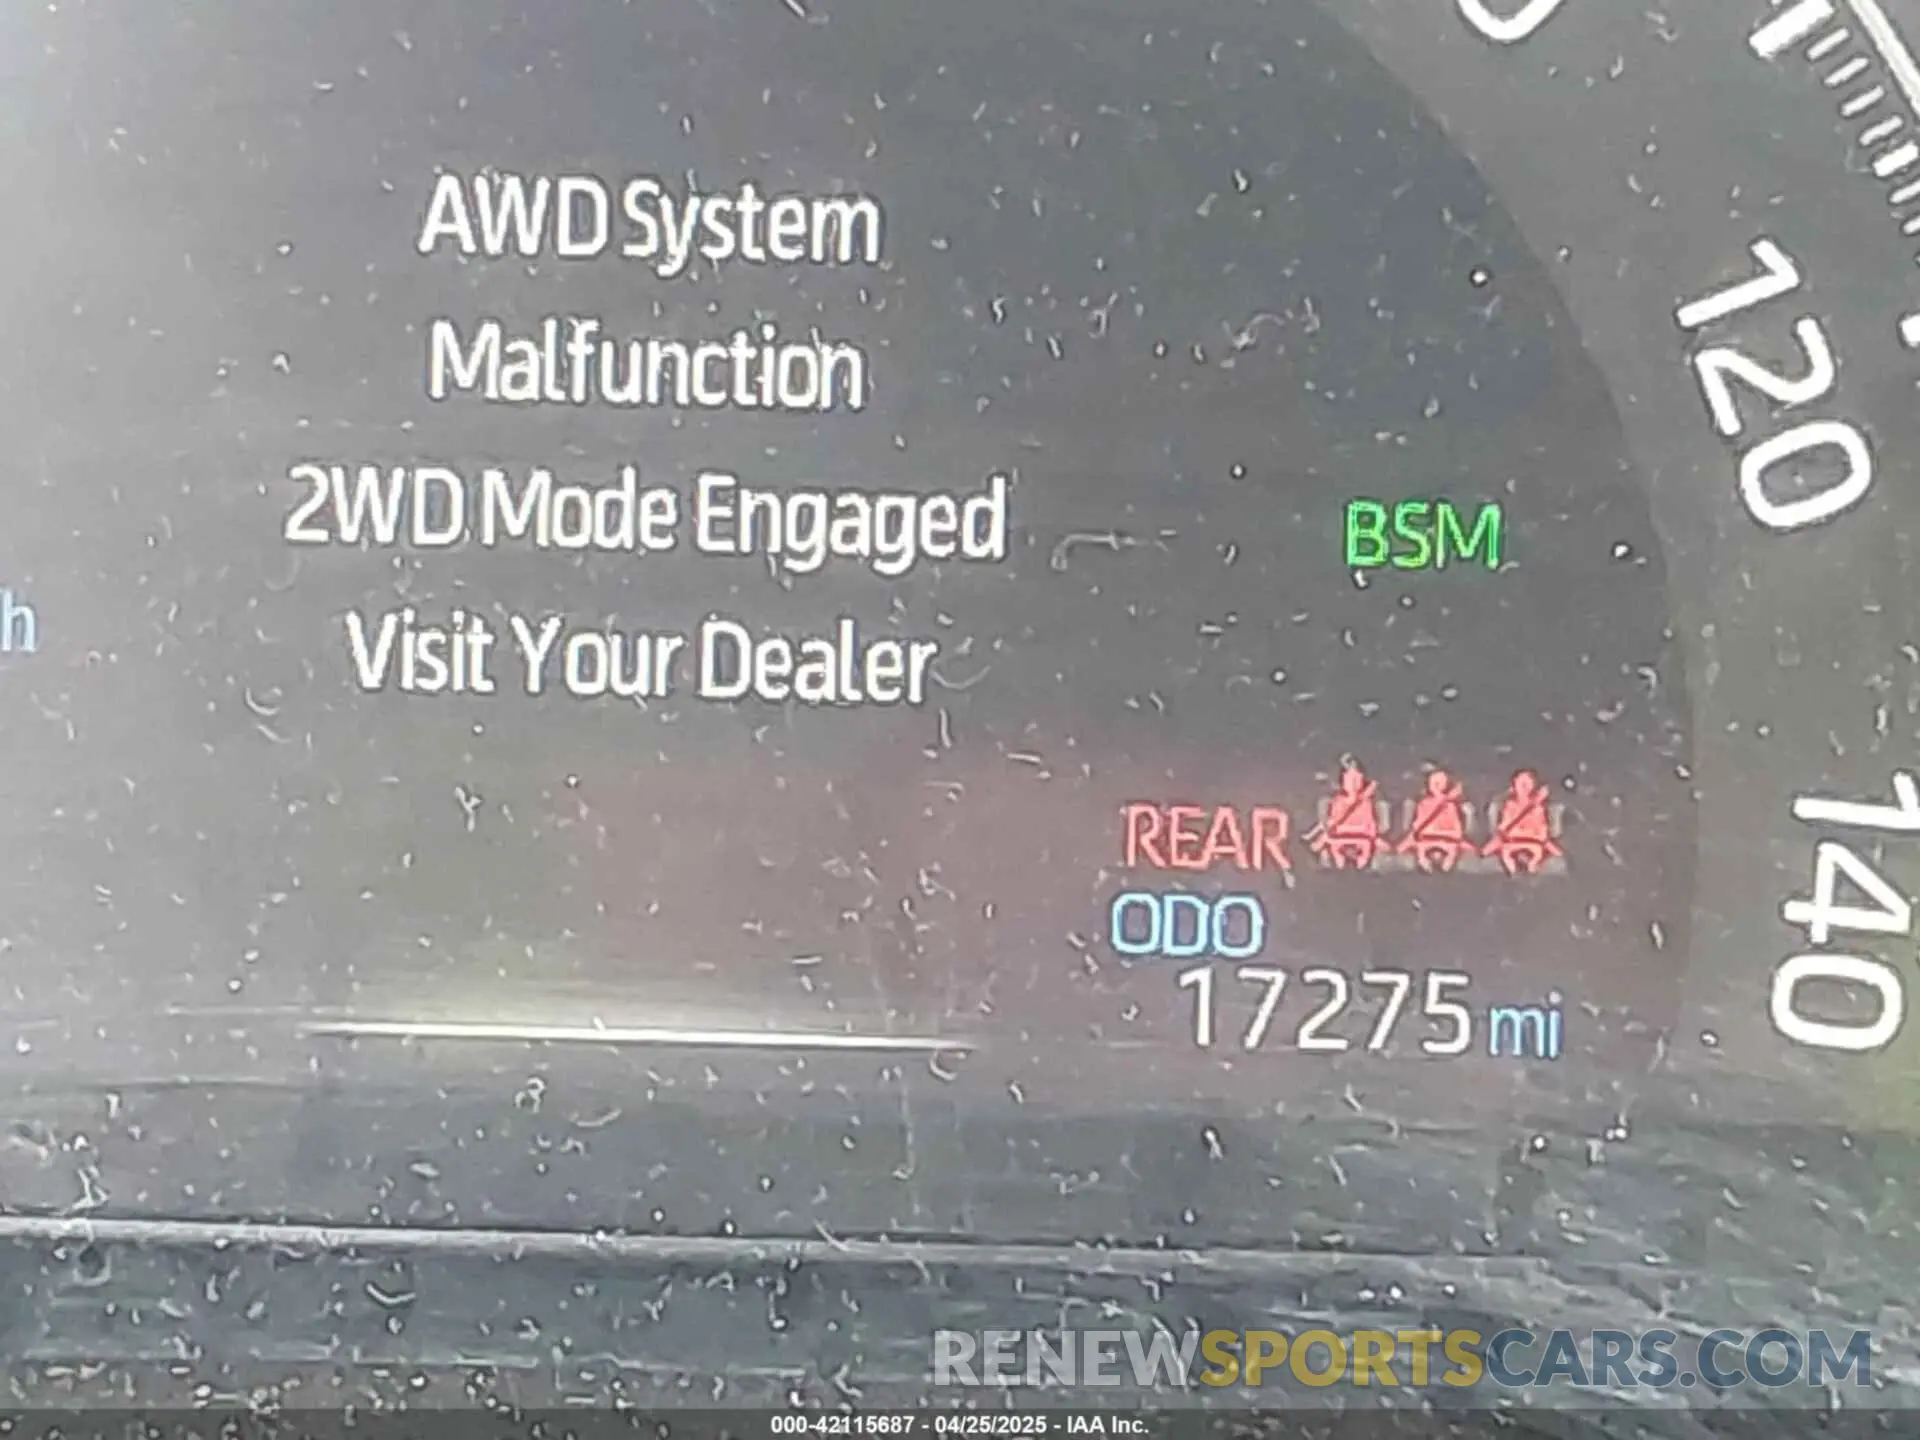 AWD System
Malfunction
2WD Mode Engaged
Visit Your Dealer
h
BSM
120
REAR
ODO
17275 mi
140
RENEWSPORTSCARS.COM
000-42115687 - 04/25/2025 - IAA Inc.